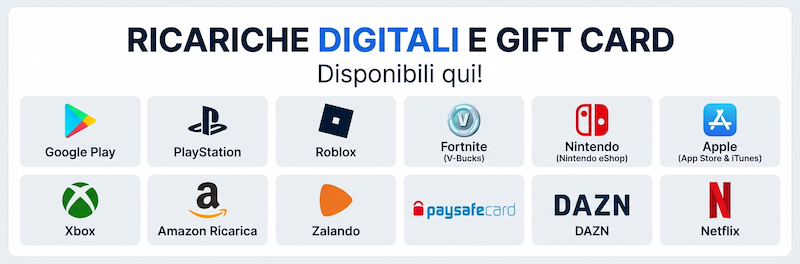 RICARICHE DIGITALI E GIFT CARD
Disponibili qui!
Google Play
PlayStation
Roblox
V
Fortnite
(V-Bucks)
Nintendo
(Nintendo eShop)
Apple
(App Store & iTunes)
Xbox
a
Amazon Ricarica
Zalando
paysafecard
DAZN
DAZN
N
Netflix